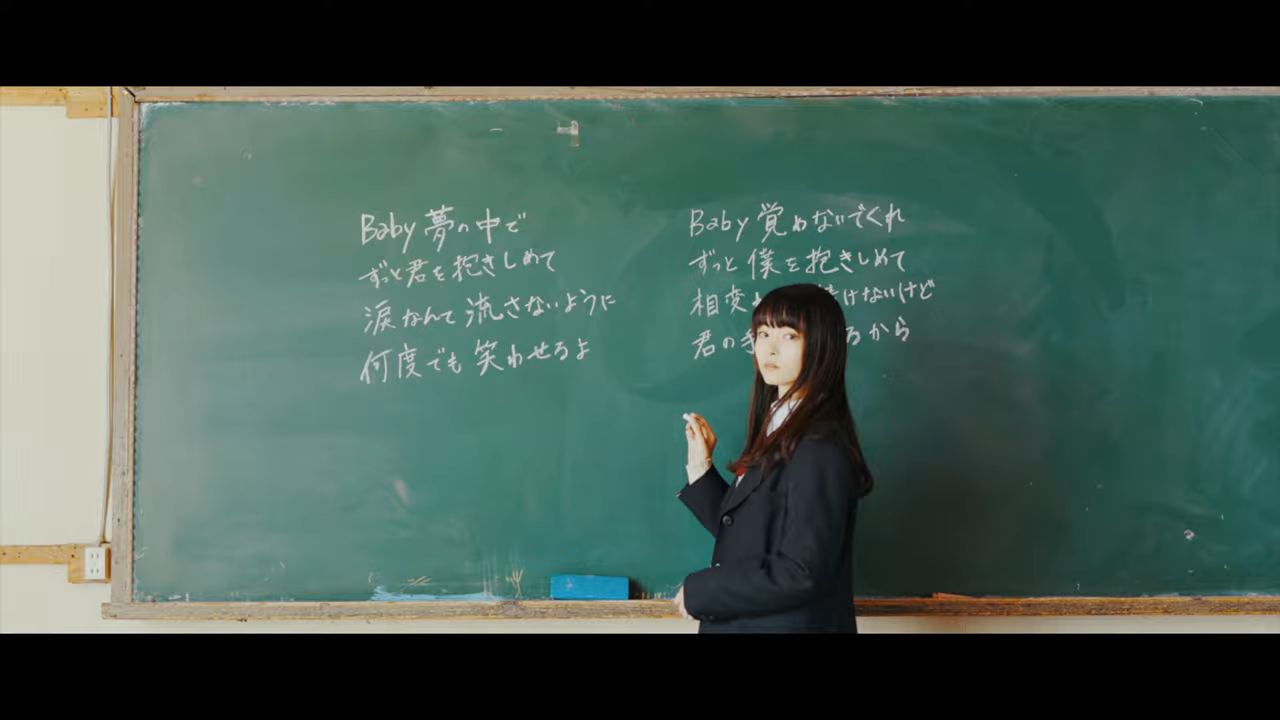 Baby 夢の中で
ずっと君を抱きしめて
涙なんて流さないように
何度でも笑わせるよ
Baby 覚めないでくれ
ずっと僕を抱きしめて
相変 けないけど
君の手 るから